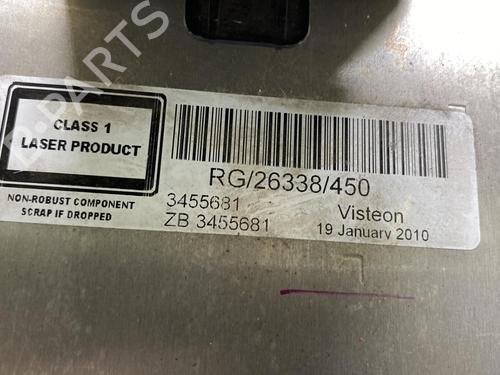 CLASS 1
LASER PRODUCT
NON-ROBUST COMPONENT
SCRAP IF DROPPED
RG/26338/450
3455681
ZB 3455681
Visteon
19 January 2010
B-PARTS